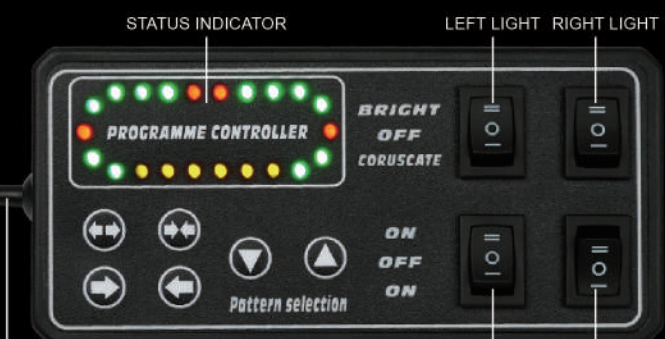 STATUS INDICATOR
LEFT LIGHT RIGHT LIGHT
BRIGHT
OFF
CORUSCATE
PROGRAMME CONTROLLER
ON
OFF
ON
Pattern selection